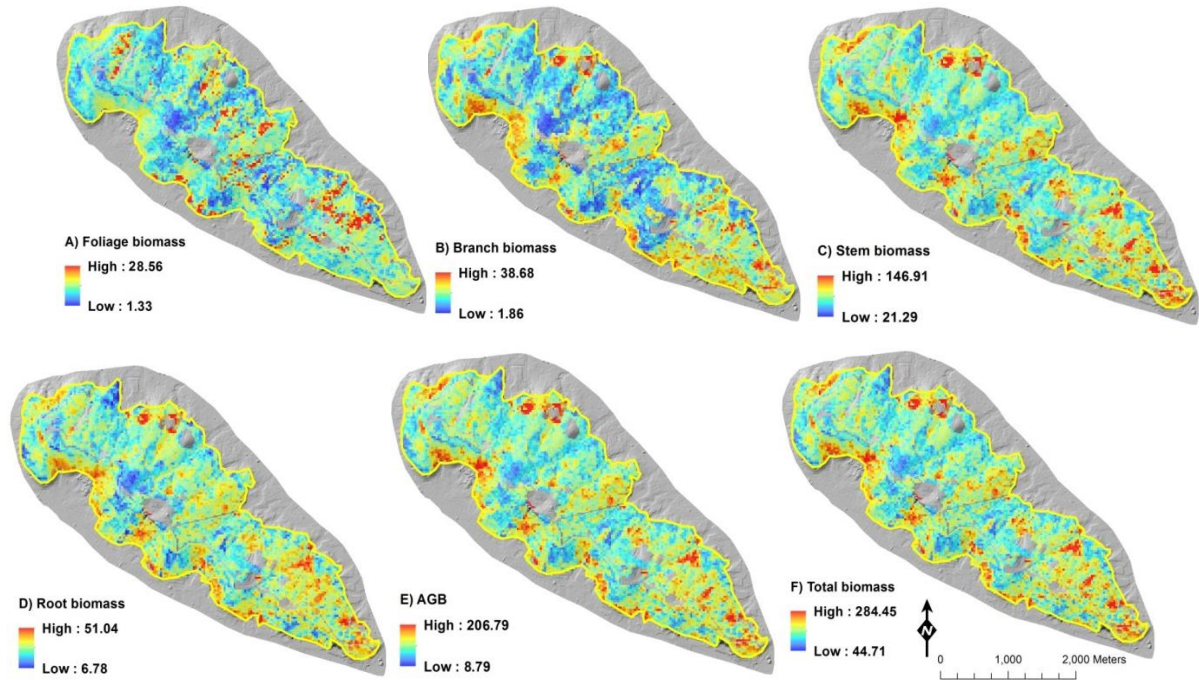 A) Foliage biomass
High : 28.56
Low : 1.33
B) Branch biomass
High : 38.68
Low : 1.86
C) Stem biomass
High : 146.91
Low : 21.29
D) Root biomass
High : 51.04
Low : 6.78
E) AGB
High : 206.79
Low : 8.79
F) Total biomass
High : 284.45
Low : 44.71
N
0 1,000 2,000 Meters